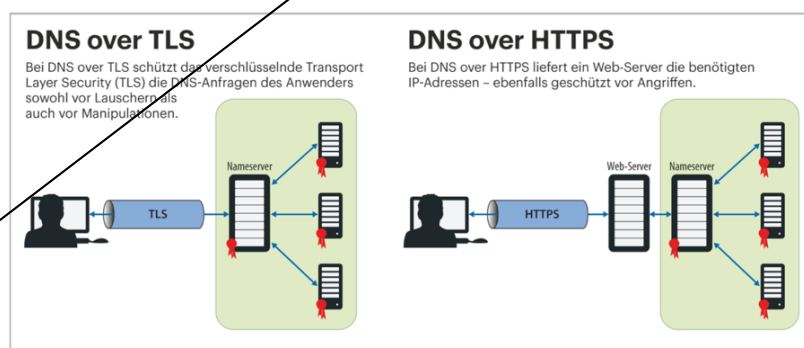 DNS over TLS
Bei DNS over TLS schützt das verschlüsselnde Transport
Layer Security (TLS) die DNS-Anfragen des Anwenders
sowohl vor Lauschern als
auch vor Manipulationen.
Nameserver
TLS
DNS over HTTPS
Bei DNS over HTTPS liefert ein Web-Server die benötigten
IP-Adressen – ebenfalls geschützt vor Angriffen.
Web-Server Nameserver
HTTPS